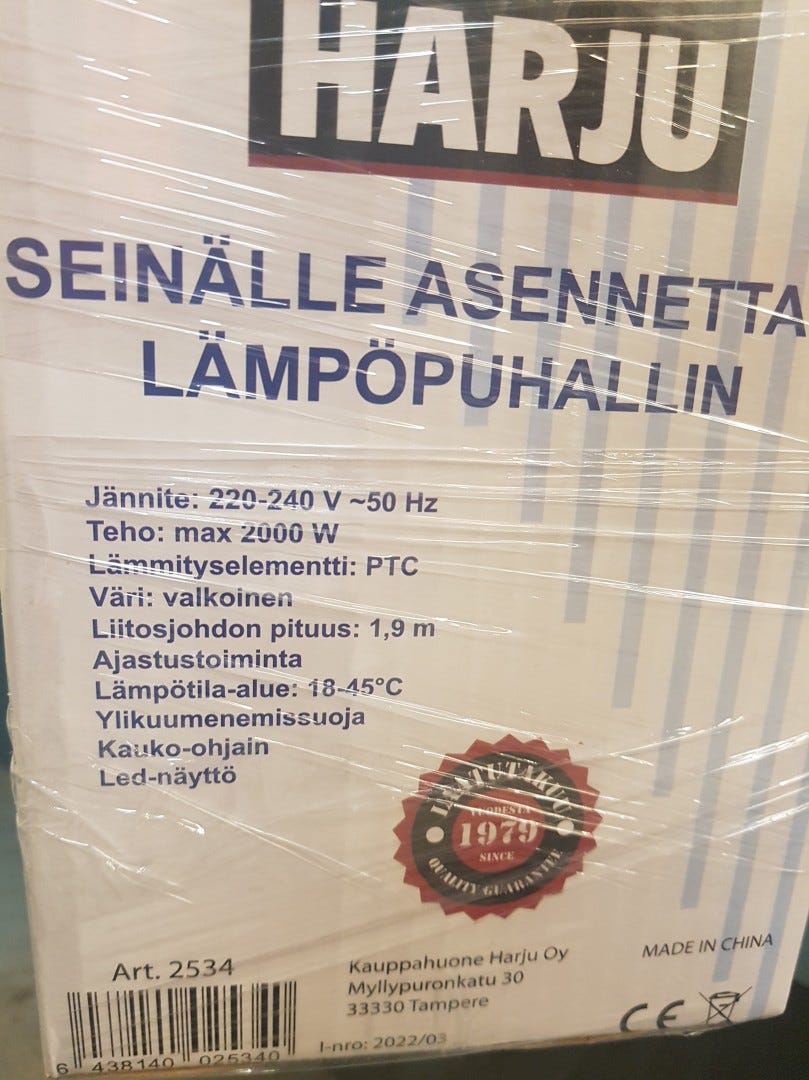 HARJU
SEINÄLLE ASENNETTA
LÄMPÖPUHALLIN
Jännite: 220-240 V ~50 Hz
Teho: max 2000 W
Lämmityselementti: PTC
Väri: valkoinen
Liitosjohdon pituus: 1,9 m
Ajastustoiminta
Lämpötila-alue: 18-45°C
Ylikuumenemissuoja
Kauko-ohjain
Led-näyttö
LAATUTAKUU
VUODESTA
1979
SINCE
QUALITY GUARANTEE
Art. 2534
6 438140 025340
Kauppahuone Harju Oy
Myllypuronkatu 30
33330 Tampere
I-nro: 2022/03
MADE IN CHINA
CE